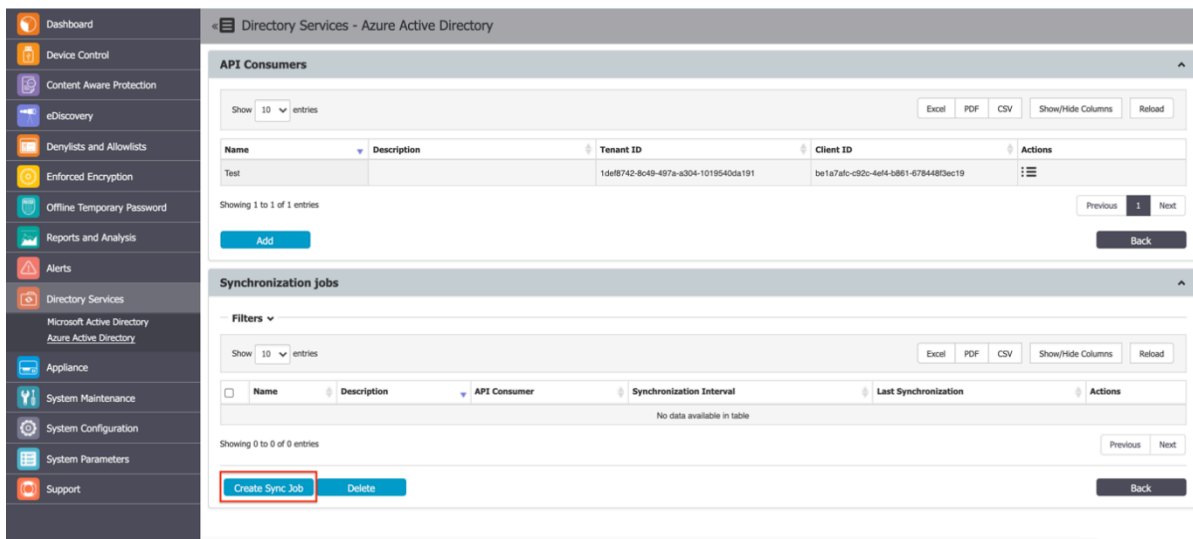 Dashboard
Device Control
Content Aware Protection
eDiscovery
Denylists and Allowlists
Enforced Encryption
Offline Temporary Password
Reports and Analysis
Alerts
Directory Services
Microsoft Active Directory
Azure Active Directory
Appliance
System Maintenance
System Configuration
System Parameters
Support
« Directory Services - Azure Active Directory
API Consumers
Show 10 entries Excel PDF CSV Show/Hide Columns Reload
Name Description Tenant ID Client ID Actions
Test 1def8742-8c49-497a-a304-1019540da191 be1a7afc-c92c-4ef4-b861-678448f3ec19
Showing 1 to 1 of 1 entries Previous 1 Next
Add Back
Synchronization jobs
Filters
Show 10 entries Excel PDF CSV Show/Hide Columns Reload
Name Description API Consumer Synchronization Interval Last Synchronization Actions
No data available in table
Showing 0 to 0 of 0 entries Previous Next
Create Sync Job Delete Back